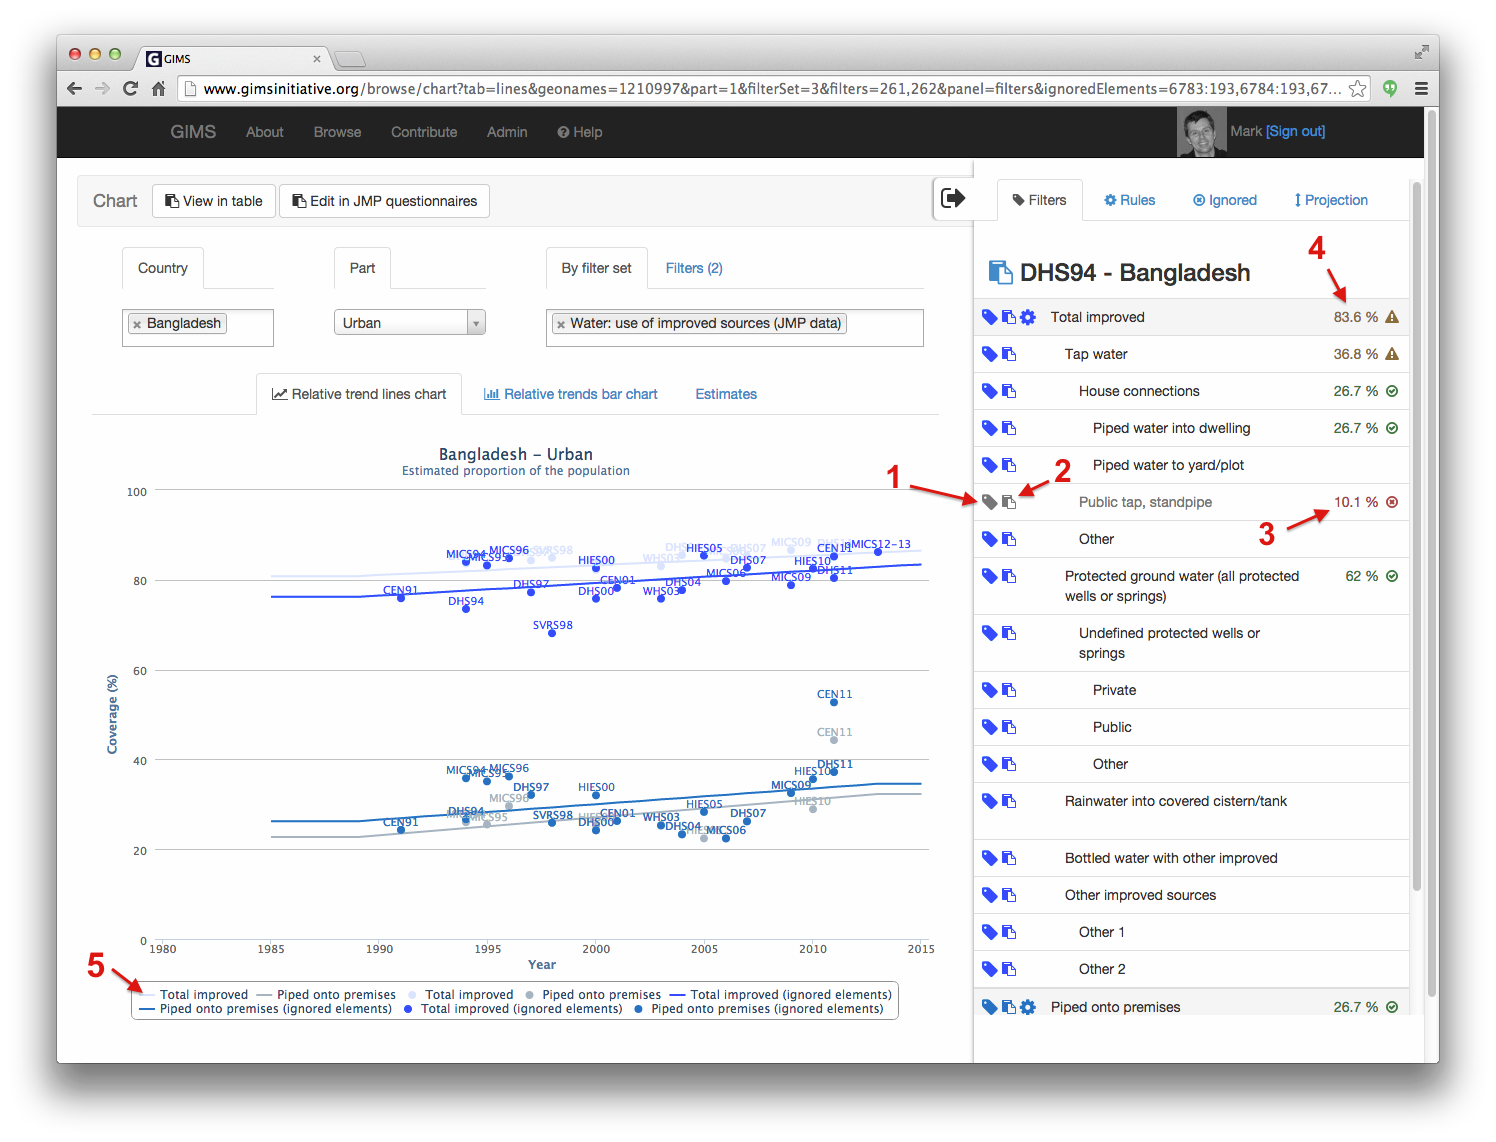 GIMS
www.gimsinitiative.org/browse/chart?tab=lines&geonames=1210997&part=1&filterSet=3&filters=261,262&panel=filters&ignoredElements=6783:193,6784:193,67...
GIMS About Browse Contribute Admin Help
Mark [Sign out]
Chart View in table Edit in JMP questionnaires
Country Part By filter set Filters (2)
Bangladesh Urban Water: use of improved sources (JMP data)
Relative trend lines chart Relative trends bar chart Estimates
Bangladesh – Urban
Estimated proportion of the population
Coverage (%)
100
80
60
40
20
0
MICS94 MICS95 MICS96 SVRS98 HIES00 WHS03 HIES05 DHS07 MICS09 CEN11 MICS12-13
HIES10 DHS11
CEN91 DHS94 DHS97 DHS00 CEN01 WHS03 DHS04 MICS06 DHS07 MICS09
SVRS98
CEN11
CEN11
MICS94 MICS95 MICS96 DHS97 HIES00 MICS09 HIES10 DHS11
MICS96 HIES05 HIES10
CEN91 DHS94 MICS95 SVRS98 DHS00 CEN01 WHS03 DHS04 MICS06 DHS07
1980 1985 1990 1995 2000 2005 2010 2015
Year
Total improved Piped onto premises Total improved Piped onto premises Total improved (ignored elements)
Piped onto premises (ignored elements) Total improved (ignored elements) Piped onto premises (ignored elements)
Filters Rules Ignored Projection
DHS94 - Bangladesh
Total improved 83.6 %
Tap water 36.8 %
House connections 26.7 %
Piped water into dwelling 26.7 %
Piped water to yard/plot
Public tap, standpipe 10.1 %
Other
Protected ground water (all protected 62 %
wells or springs)
Undefined protected wells or
springs
Private
Public
Other
Rainwater into covered cistern/tank
Bottled water with other improved
Other improved sources
Other 1
Other 2
Piped onto premises 26.7 %
1
2
3
4
5